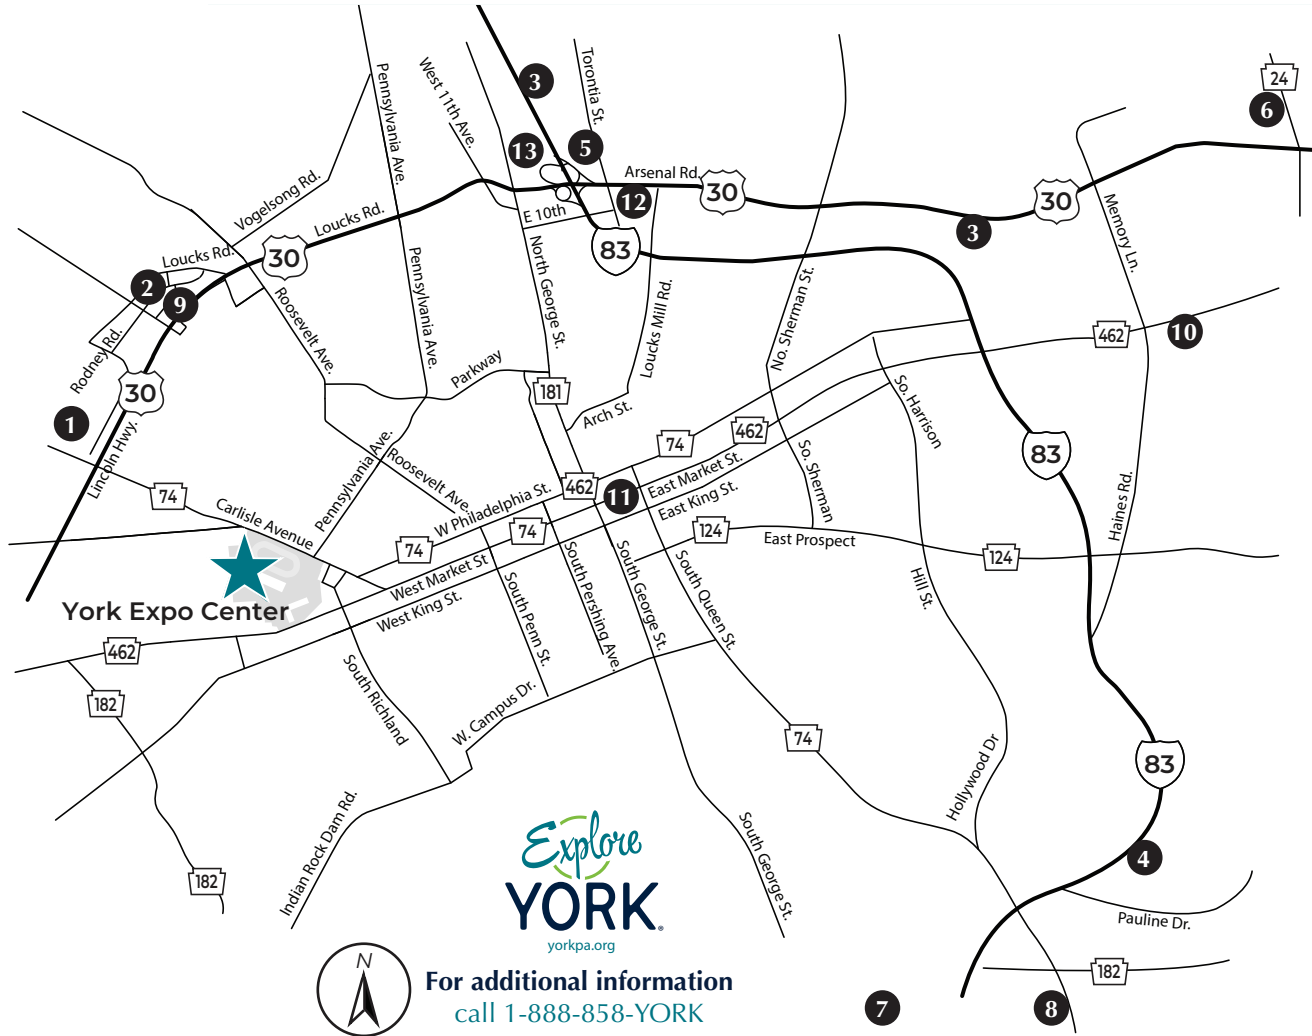 24
6
3
Torontia St.
Pennsylvania Ave.
West 11th Ave.
13
5
Arsenal Rd.
30
12
30
Vogelsong Rd.
Loucks Rd.
E 10th
3
Memory Ln.
Loucks Rd.
30
83
2
9
North George St.
Pennsylvania Ave.
Roosevelt Ave.
Loucks Mill Rd.
No. Sherman St.
462
10
Rodney Rd.
Parkway
30
181
Arch St.
So. Harrison
1
Lincoln Hwy.
74
462
83
Pennsylvania Ave.
Roosevelt Ave.
So. Sherman
East Market St.
74
462
11
East King St.
W Philadelphia St.
Haines Rd.
Carlisle Avenue
74
74
124
East Prospect
124
West Market St
West King St.
South Penn St.
South Pershing Ave.
South George St.
South Queen St.
Hill St.
York Expo Center
462
182
South Richland
W. Campus Dr.
74
Hollywood Dr
83
Indian Rock Dam Rd.
South George St.
4
182
Explore
YORK®
yorkpa.org
Pauline Dr.
182
N
For additional information
call 1-888-858-YORK
7
8